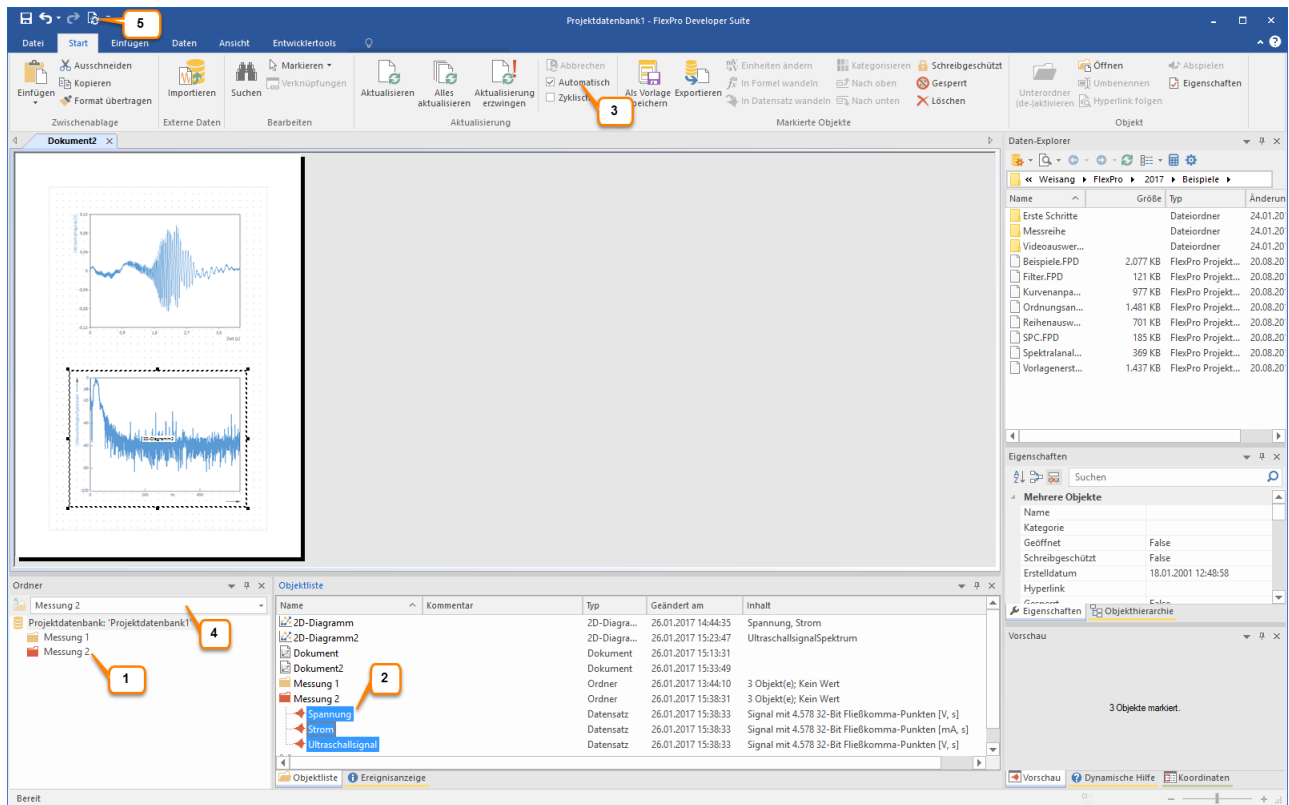 5
Projektdatenbank1 - FlexPro Developer Suite
Datei Start Einfügen Daten Ansicht Entwicklertools
Einfügen
Ausschneiden
Kopieren
Format übertragen
Zwischenablage
Importieren
Externe Daten
Suchen
Markieren
Verknüpfungen
Bearbeiten
Aktualisieren
Alles aktualisieren
Aktualisierung erzwingen
Abbrechen
Automatisch
Zyklisch
3
Aktualisierung
Als Vorlage speichern
Exportieren
Einheiten ändern
In Formel wandeln
In Datensatz wandeln
Kategorisieren
Nach oben
Nach unten
Schreibgeschützt
Gesperrt
Löschen
Markierte Objekte
Unterordner (de-)aktivieren
Öffnen
Umbenennen
Hyperlink folgen
Abspielen
Eigenschaften
Objekt
Dokument2
2D-Diagramm2
Daten-Explorer
« Weisang FlexPro 2017 Beispiele
Name Größe Typ Änderun
Erste Schritte Dateiordner 24.01.20
Messreihe Dateiordner 24.01.20
Videoauswer... Dateiordner 24.01.20
Beispiele.FPD 2.077 KB FlexPro Projekt... 20.08.20
Filter.FPD 121 KB FlexPro Projekt... 20.08.20
Kurvenanpa... 977 KB FlexPro Projekt... 20.08.20
Ordnungsan... 1.481 KB FlexPro Projekt... 20.08.20
Reihenausw... 701 KB FlexPro Projekt... 20.08.20
SPC.FPD 185 KB FlexPro Projekt... 20.08.20
Spektralanal... 369 KB FlexPro Projekt... 20.08.20
Vorlagenerst... 1.437 KB FlexPro Projekt... 20.08.20
Eigenschaften
Suchen
Mehrere Objekte
Name
Kategorie
Geöffnet False
Schreibgeschützt False
Erstelldatum 18.01.2001 12:48:58
Hyperlink
Gesperrt False
Eigenschaften Objekthierarchie
Ordner
Messung 2
Projektdatenbank: 'Projektdatenbank1'
Messung 1
Messung 2
4
1
Objektliste
Name Kommentar Typ Geändert am Inhalt
2D-Diagramm 2D-Diagra... 26.01.2017 14:44:35 Spannung, Strom
2D-Diagramm2 2D-Diagra... 26.01.2017 15:23:47 UltraschallsignalSpektrum
Dokument Dokument 26.01.2017 15:13:31
Dokument2 Dokument 26.01.2017 15:33:49
Messung 1 Ordner 26.01.2017 13:44:10 3 Objekt(e); Kein Wert
Messung 2 Ordner 26.01.2017 15:38:31 3 Objekt(e); Kein Wert
Spannung Datensatz 26.01.2017 15:38:33 Signal mit 4.578 32-Bit Fließkomma-Punkten [V, s]
Strom Datensatz 26.01.2017 15:38:33 Signal mit 4.578 32-Bit Fließkomma-Punkten [mA, s]
Ultraschallsignal Datensatz 26.01.2017 15:38:33 Signal mit 4.578 32-Bit Fließkomma-Punkten [V, s]
2
Objektliste Ereignisanzeige
Vorschau
3 Objekte markiert.
Vorschau Dynamische Hilfe Koordinaten
Bereit